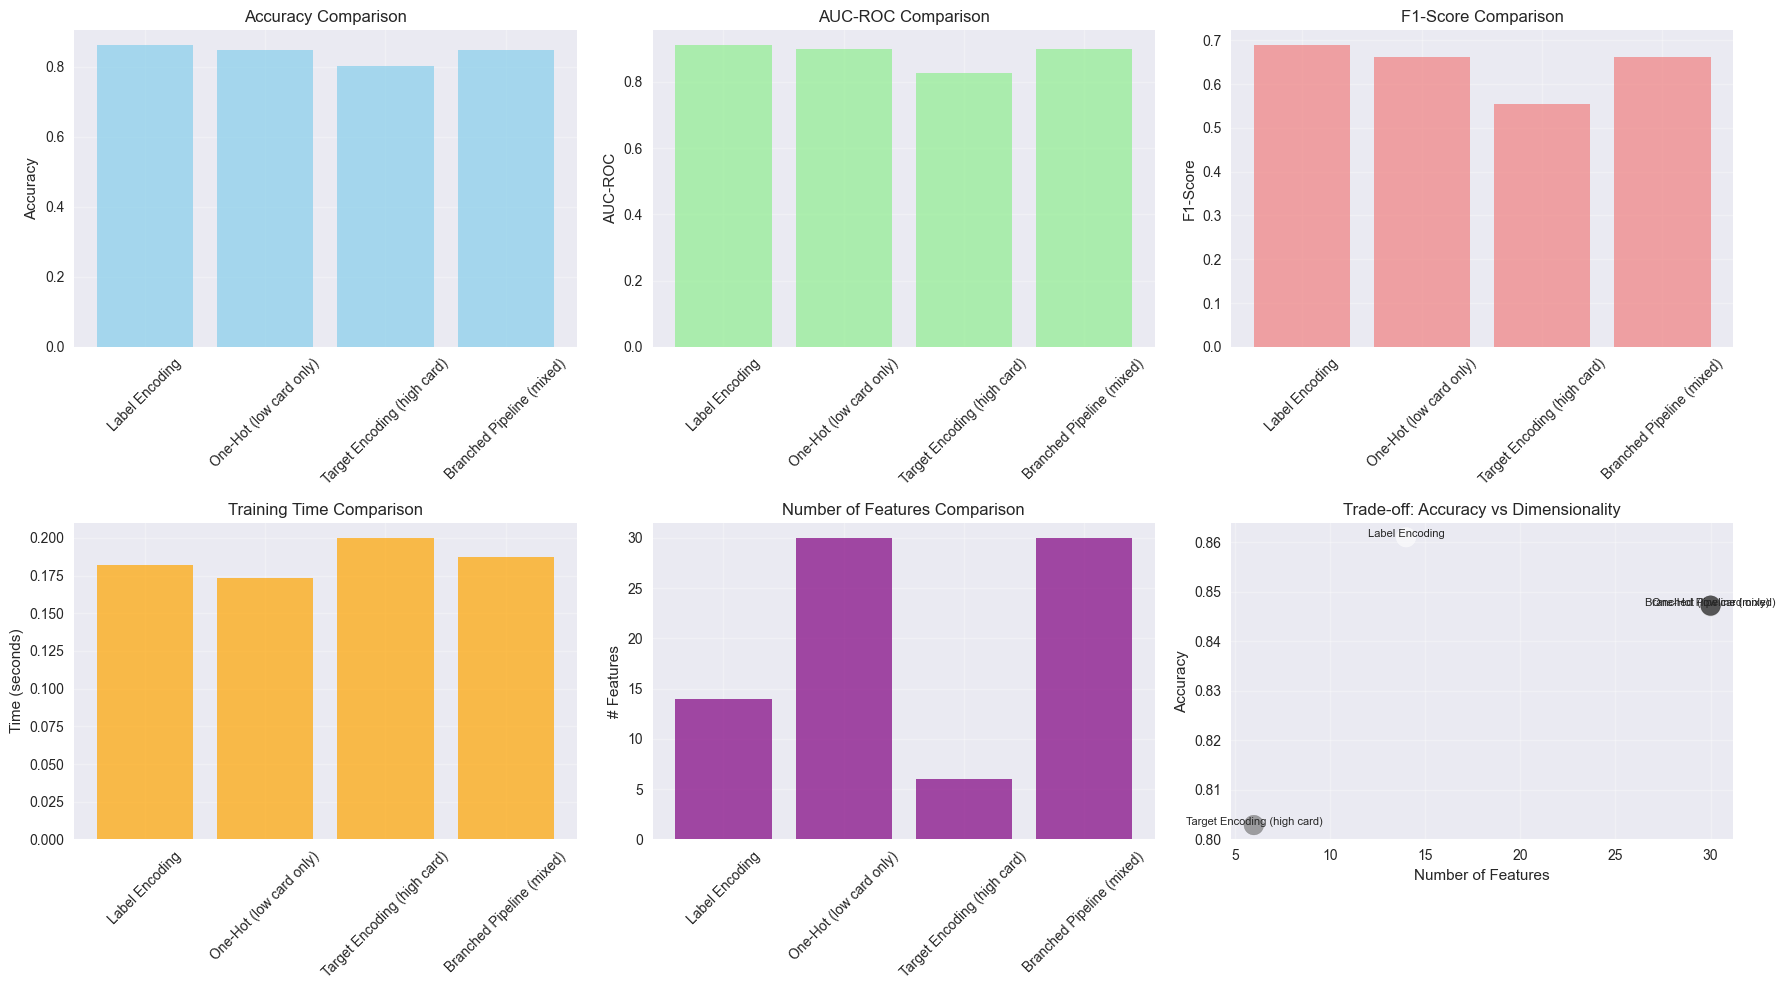 Accuracy Comparison
Accuracy
0.8
0.6
0.4
0.2
0.0
Label Encoding
One-Hot (low card only)
Target Encoding (high card)
Branched Pipeline (mixed)
AUC-ROC Comparison
AUC-ROC
0.8
0.6
0.4
0.2
0.0
Label Encoding
One-Hot (low card only)
Target Encoding (high card)
Branched Pipeline (mixed)
F1-Score Comparison
F1-Score
0.7
0.6
0.5
0.4
0.3
0.2
0.1
0.0
Label Encoding
One-Hot (low card only)
Target Encoding (high card)
Branched Pipeline (mixed)
Training Time Comparison
Time (seconds)
0.200
0.175
0.150
0.125
0.100
0.075
0.050
0.025
0.000
Label Encoding
One-Hot (low card only)
Target Encoding (high card)
Branched Pipeline (mixed)
Number of Features Comparison
# Features
30
25
20
15
10
5
0
Label Encoding
One-Hot (low card only)
Target Encoding (high card)
Branched Pipeline (mixed)
Trade-off: Accuracy vs Dimensionality
Accuracy
0.86
0.85
0.84
0.83
0.82
0.81
0.80
Label Encoding
Branched Pipeline (mixed)
One-Hot (low card only)
Target Encoding (high card)
5
10
15
20
25
30
Number of Features